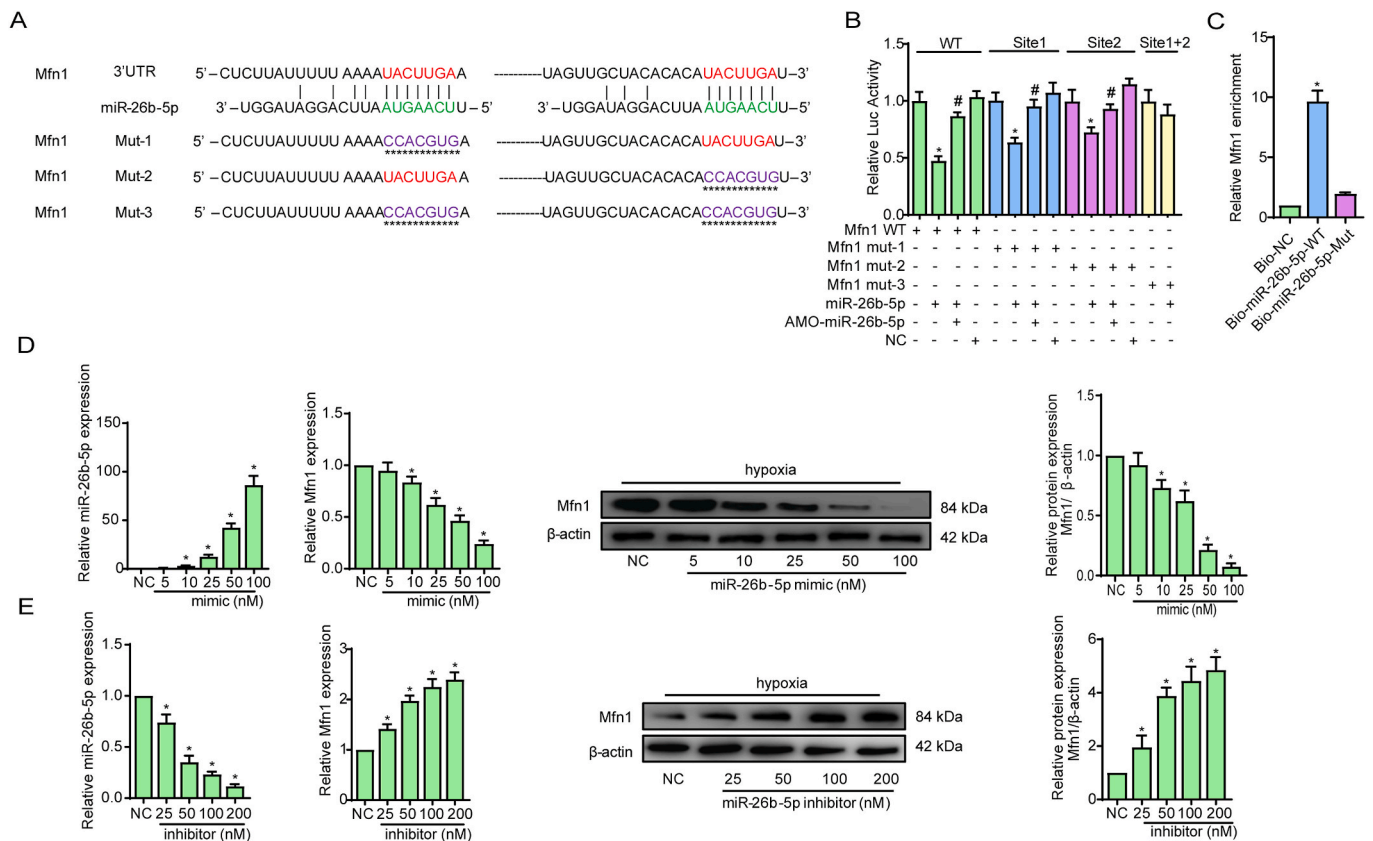 A
Mfn1 3'UTR 5'–CUCUUAUUUUU AAAAUACUUGAA ----------UAGUUGCUACACACAUACUUGAU–3'
miR-26b-5p 3'–UGGAUAGGACUUAAUGAACUU–5' 3'–UGGAUAGGACUUAAUGAACUU–5'
Mfn1 Mut-1 5'–CUCUUAUUUUU AAAACCACGUGA ----------UAGUUGCUACACACAUACUUGAU–3'
*************
Mfn1 Mut-2 5'–CUCUUAUUUUU AAAAUACUUGAA ----------UAGUUGCUACACACACCACGUGU–3'
*************
Mfn1 Mut-3 5'–CUCUUAUUUUU AAAACCACGUGA ----------UAGUUGCUACACACACCACGUGU–3'
************* *************
B
WT Site1 Site2 Site1+2
Relative Luc Activity
1.5
1.0
0.5
0.0
* # * # * #
Mfn1 WT + + + + - - - - - - - - - -
Mfn1 mut-1 - - - - + + + + - - - - - -
Mfn1 mut-2 - - - - - - - - + + + + - -
Mfn1 mut-3 - - - - - - - - - - - - + +
miR-26b-5p - + + - - + + - - + + - - +
AMO-miR-26b-5p - - + - - - + - - - + - - -
NC - - - + - - - + - - - + - -
C
Relative Mfn1 enrichment
15
10
5
0
*
Bio-NC
Bio-miR-26b-5p-WT
Bio-miR-26b-5p-Mut
D
Relative miR-26b-5p expression
150
100
50
0
* * * *
NC 5 10 25 50 100
mimic (nM)
Relative Mfn1 expression
1.5
1.0
0.5
0.0
* * * *
NC 5 10 25 50 100
mimic (nM)
hypoxia
Mfn1 84 kDa
β-actin 42 kDa
NC 5 10 25 50 100
miR-26b-5p mimic (nM)
Relative protein expression
Mfn1/ β-actin
1.5
1.0
0.5
0.0
* * * *
NC 5 10 25 50 100
mimic (nM)
E
Relative miR-26b-5p expression
1.5
1.0
0.5
0.0
* * * *
NC 25 50 100 200
inhibitor (nM)
Relative Mfn1 expression
3
2
1
0
* * * *
NC 25 50 100 200
inhibitor (nM)
hypoxia
Mfn1 84 kDa
β-actin 42 kDa
NC 25 50 100 200
miR-26b-5p inhibitor (nM)
Relative protein expression
Mfn1/β-actin
6
4
2
0
* * * *
NC 25 50 100 200
inhibitor (nM)